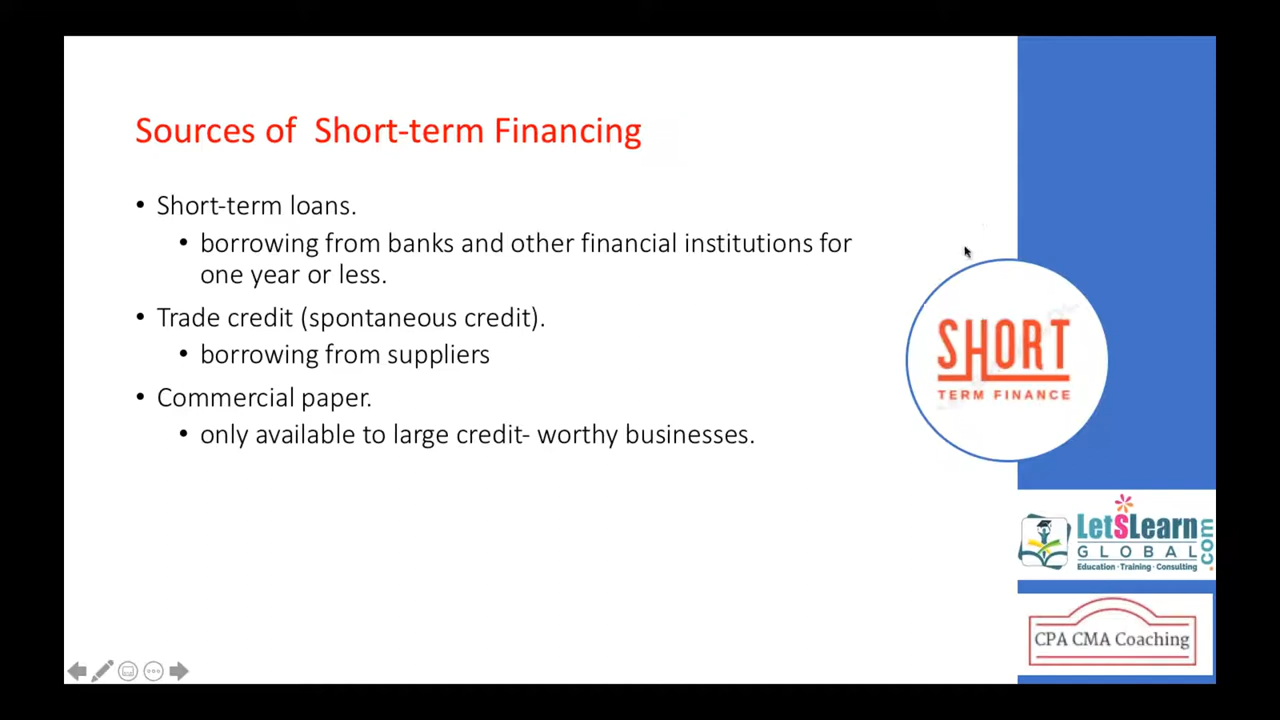 Sources of Short-term Financing
• Short-term loans.
• borrowing from banks and other financial institutions for
one year or less.
• Trade credit (spontaneous credit).
• borrowing from suppliers
• Commercial paper.
• only available to large credit- worthy businesses.
SHORT
TERM FINANCE
LetSLearn
GLOBAL
.com
Education · Training · Consulting
CPA CMA Coaching